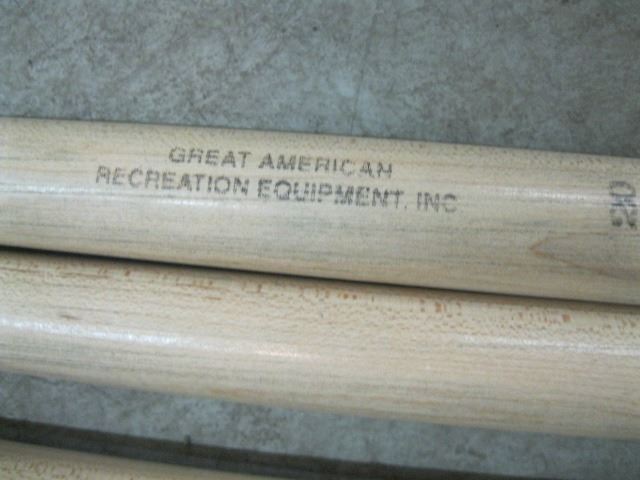 GREAT AMERICAN
RECREATION EQUIPMENT, INC